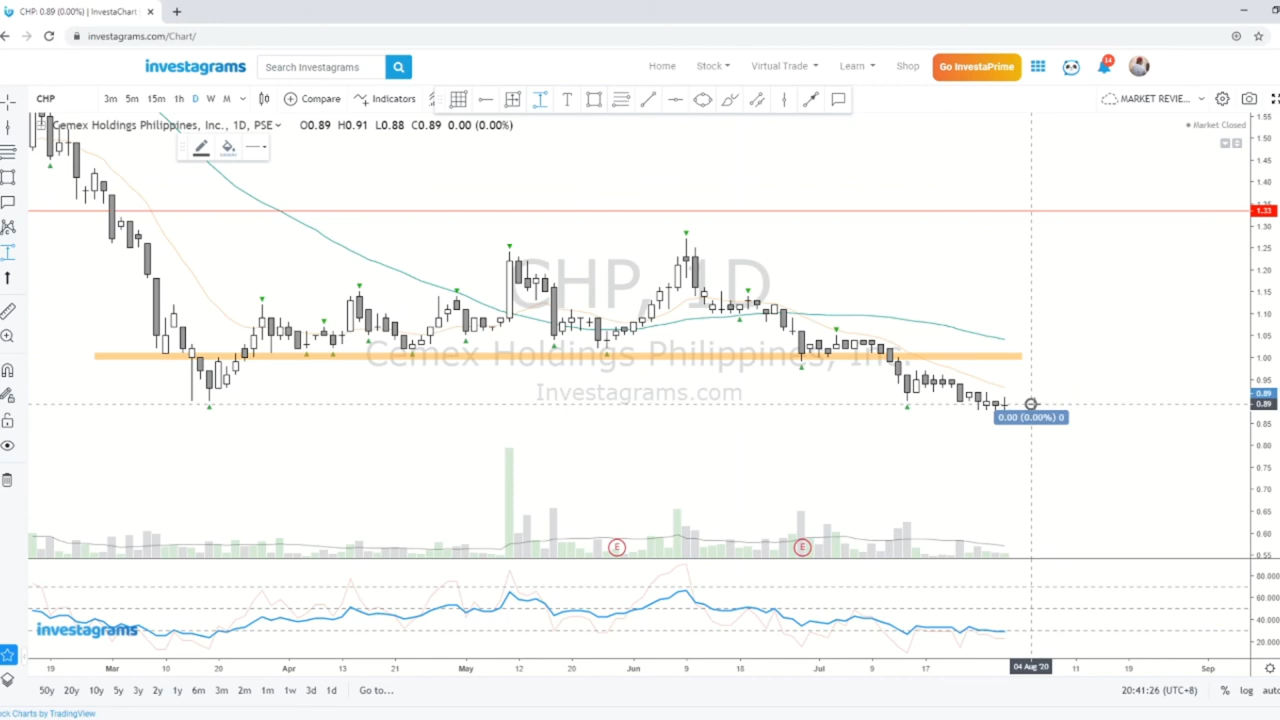 CHP: 0.89 (0.00%) | InvestaChart
investagrams.com/Chart/
investagrams
Search Investagrams
Home
Stock
Virtual Trade
Learn
Shop
Go InvestaPrime
14
CHP
3m 5m 15m 1h D W M
Compare
Indicators
T
MARKET REVIE...
Cemex Holdings Philippines, Inc., 1D, PSE
O0.89 H0.91 L0.88 C0.89 0.00 (0.00%)
Market Closed
1.55
1.50
1.45
1.40
1.33
1.30
1.25
1.20
1.15
1.10
1.05
1.00
0.95
0.89
0.89
0.85
0.80
0.75
0.70
0.65
0.60
0.55
CHP, 1D
Cemex Holdings Philippines, Inc.
Investagrams.com
0.00 (0.00%) 0
E
E
80.000
60.000
40.000
20.000
investagrams
19 Mar 10 20 Apr 13 21 May 12 20 Jun 9 18 Jul 9 17 04 Aug '20 11 19 Sep
50y 20y 10y 5y 3y 2y 1y 6m 3m 2m 1m 1w 3d 1d Go to...
20:41:26 (UTC+8)
% log auto
ock Charts by TradingView